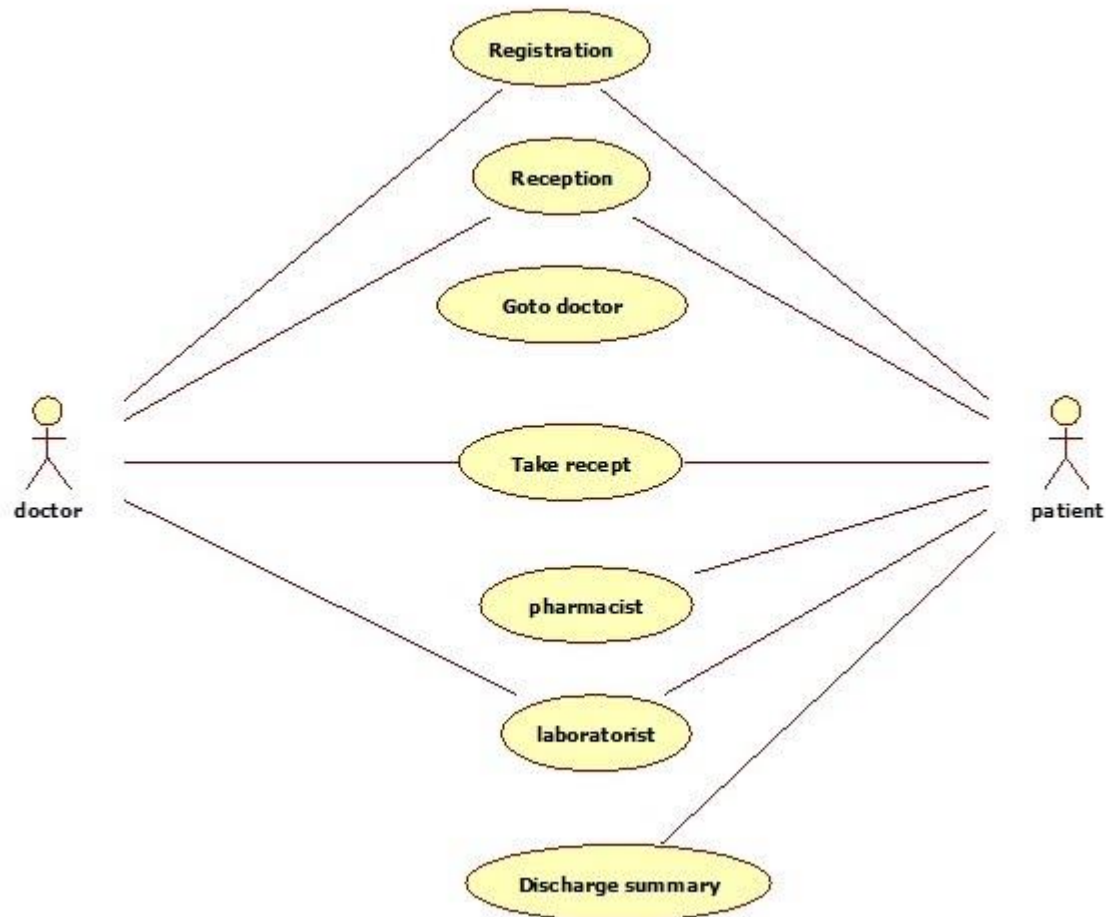 Registration
Reception
Goto doctor
Take recept
doctor
patient
pharmacist
laboratorist
Discharge summary